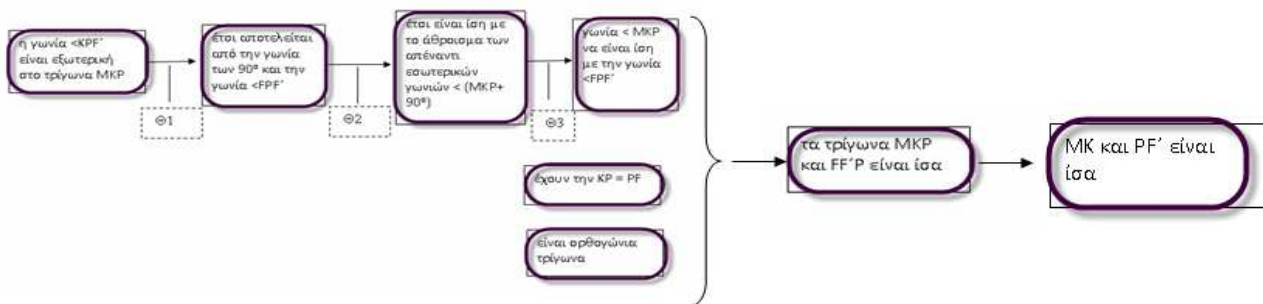 η γωνία <KPF΄
είναι εξωτερική
στο τρίγωνα MKP
έτσι αποτελείται
από την γωνία
των 90° και την
γωνία <FPF΄
έτσι είναι ίση με
το άθροισμα των
απέναντι
εσωτερικών
γωνιών < (MKP+
90°)
γωνία < MKP
να είναι ίση
με την γωνία
<FPF΄
Θ1
Θ2
Θ3
έχουν την KP = PF
είναι ορθογώνια
τρίγωνα
τα τρίγωνα MKP
και FF΄P είναι ίσα
MK και PF΄ είναι
ίσα